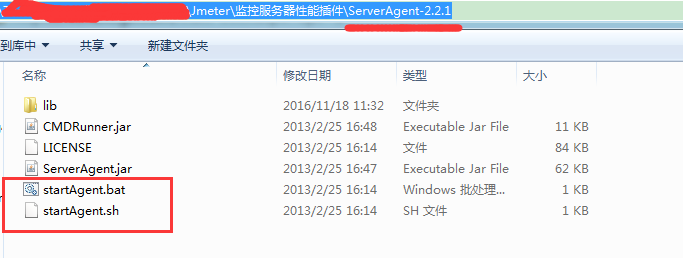 \Jmeter\监控服务器性能插件\ServerAgent-2.2.1
到库中 共享 新建文件夹
名称 修改日期 类型 大小
lib 2016/11/18 11:32 文件夹
CMDRunner.jar 2013/2/25 16:48 Executable Jar File 11 KB
LICENSE 2013/2/25 16:14 文件 84 KB
ServerAgent.jar 2013/2/25 16:47 Executable Jar File 62 KB
startAgent.bat 2013/2/25 16:14 Windows 批处理... 1 KB
startAgent.sh 2013/2/25 16:14 SH 文件 1 KB